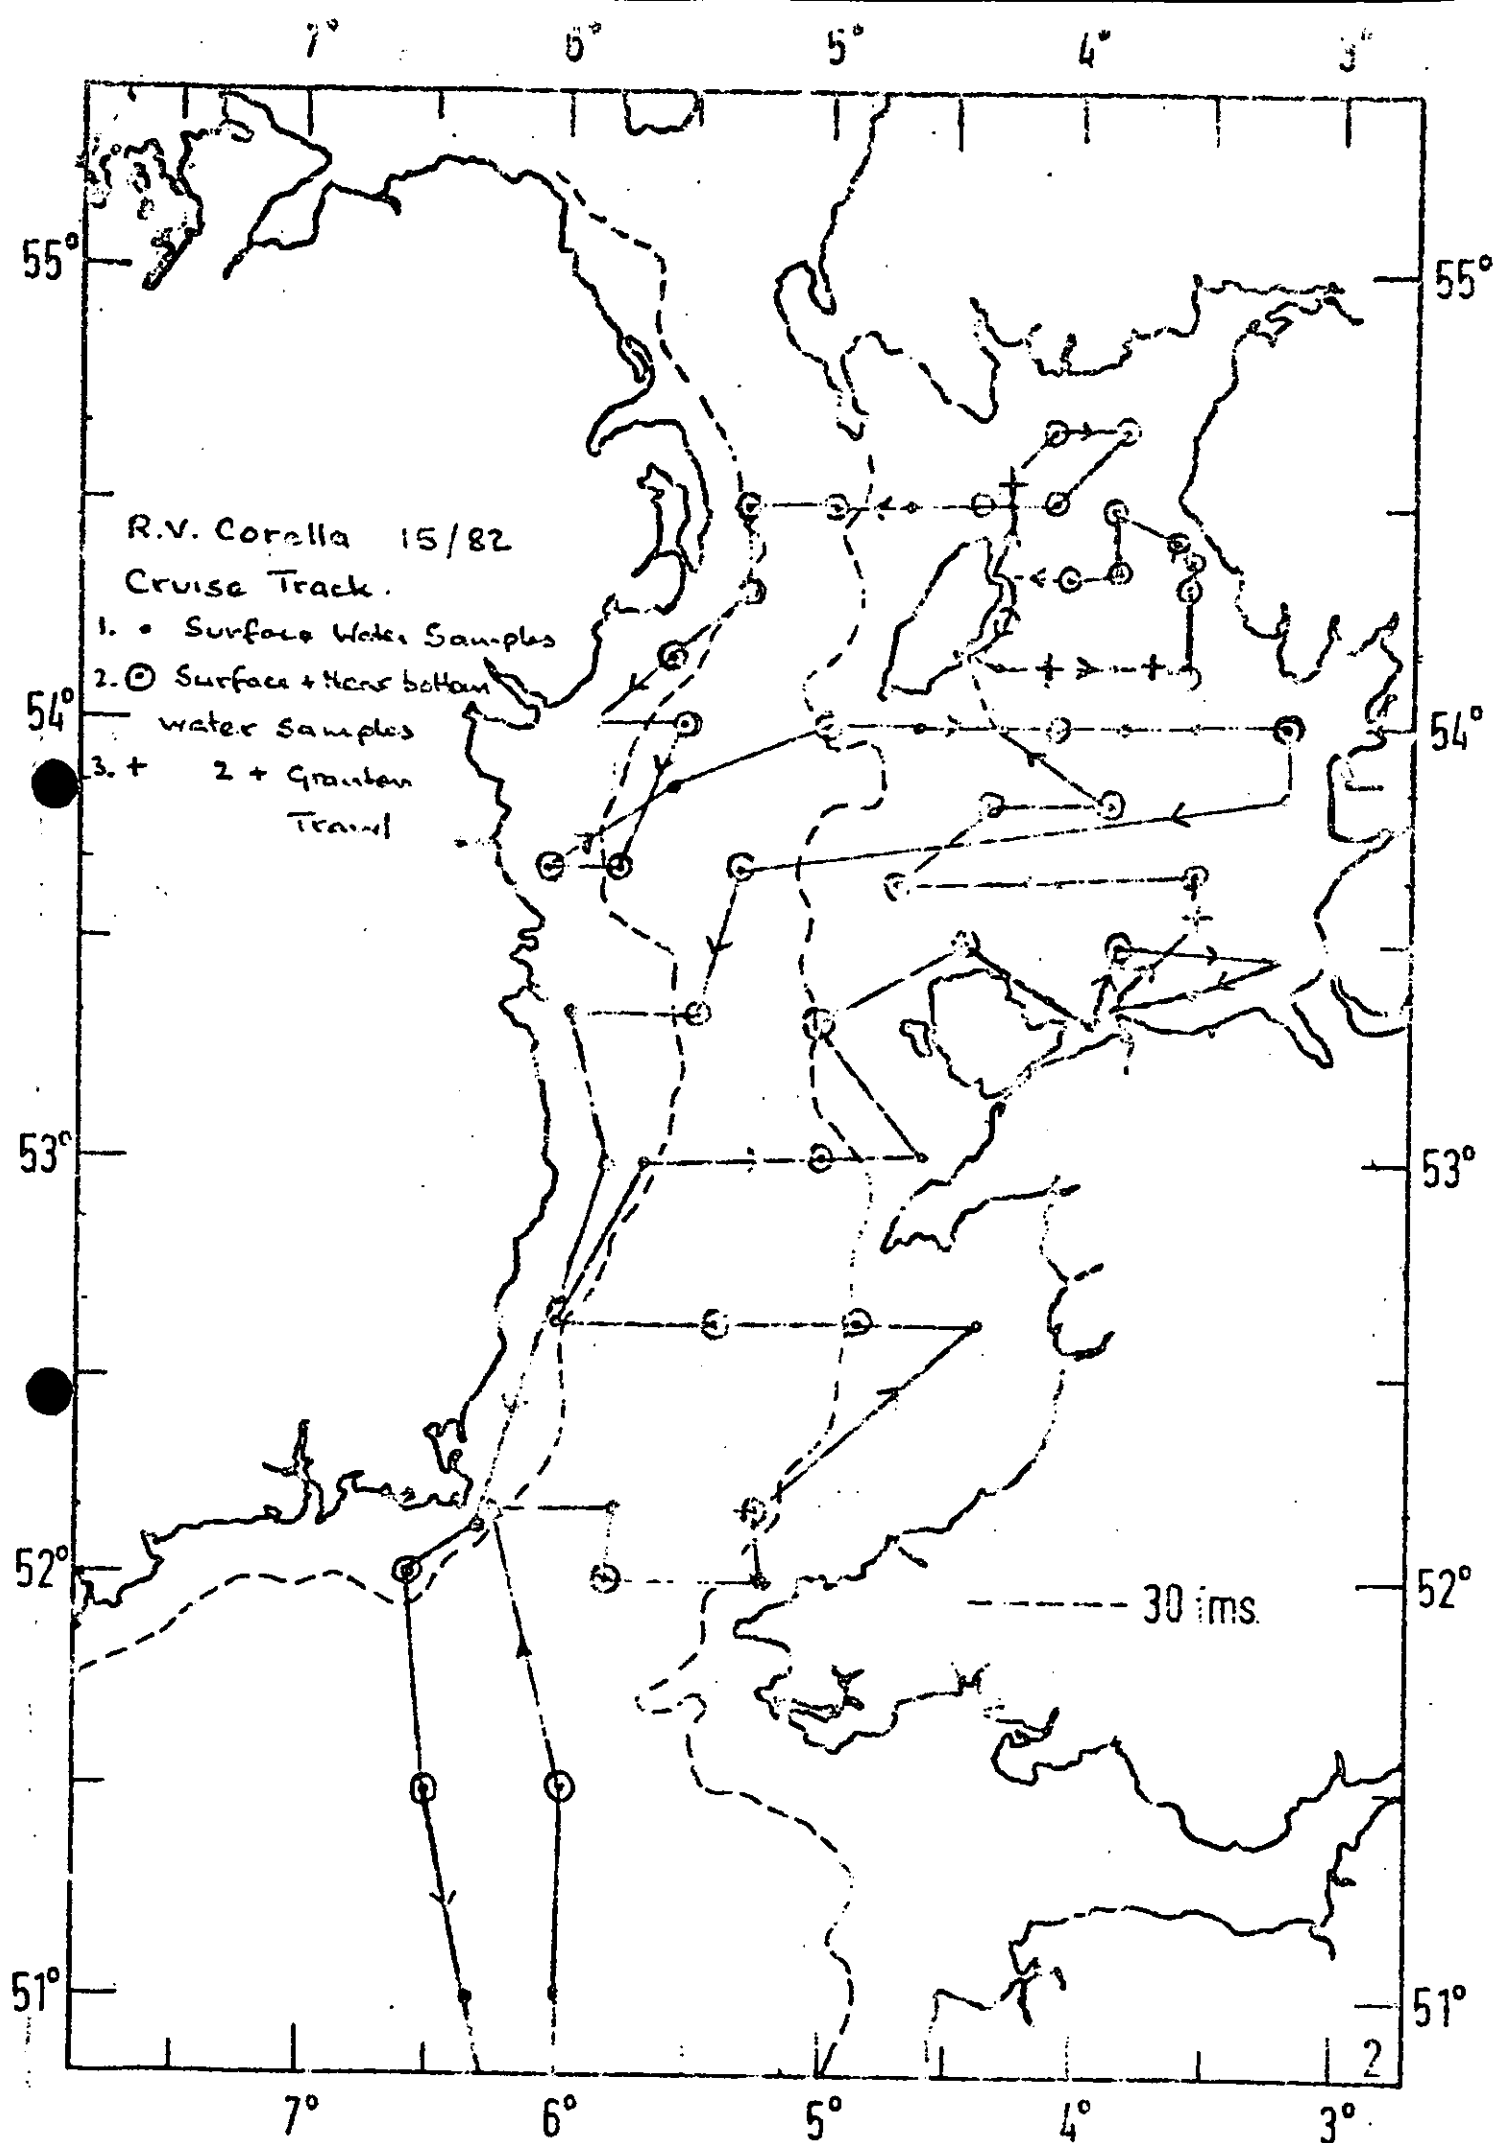 7° 6° 5° 4° 3°
55° 55°
R.V. Corella 15/82
Cruise Track.
1. • Surface Water Samples
2. ⊙ Surface + Near bottom
54° water samples 54°
3. + 2 + Granton
Trawl
53° 53°
52° 52°
30 ims.
51° 51°
2
7° 6° 5° 4° 3°